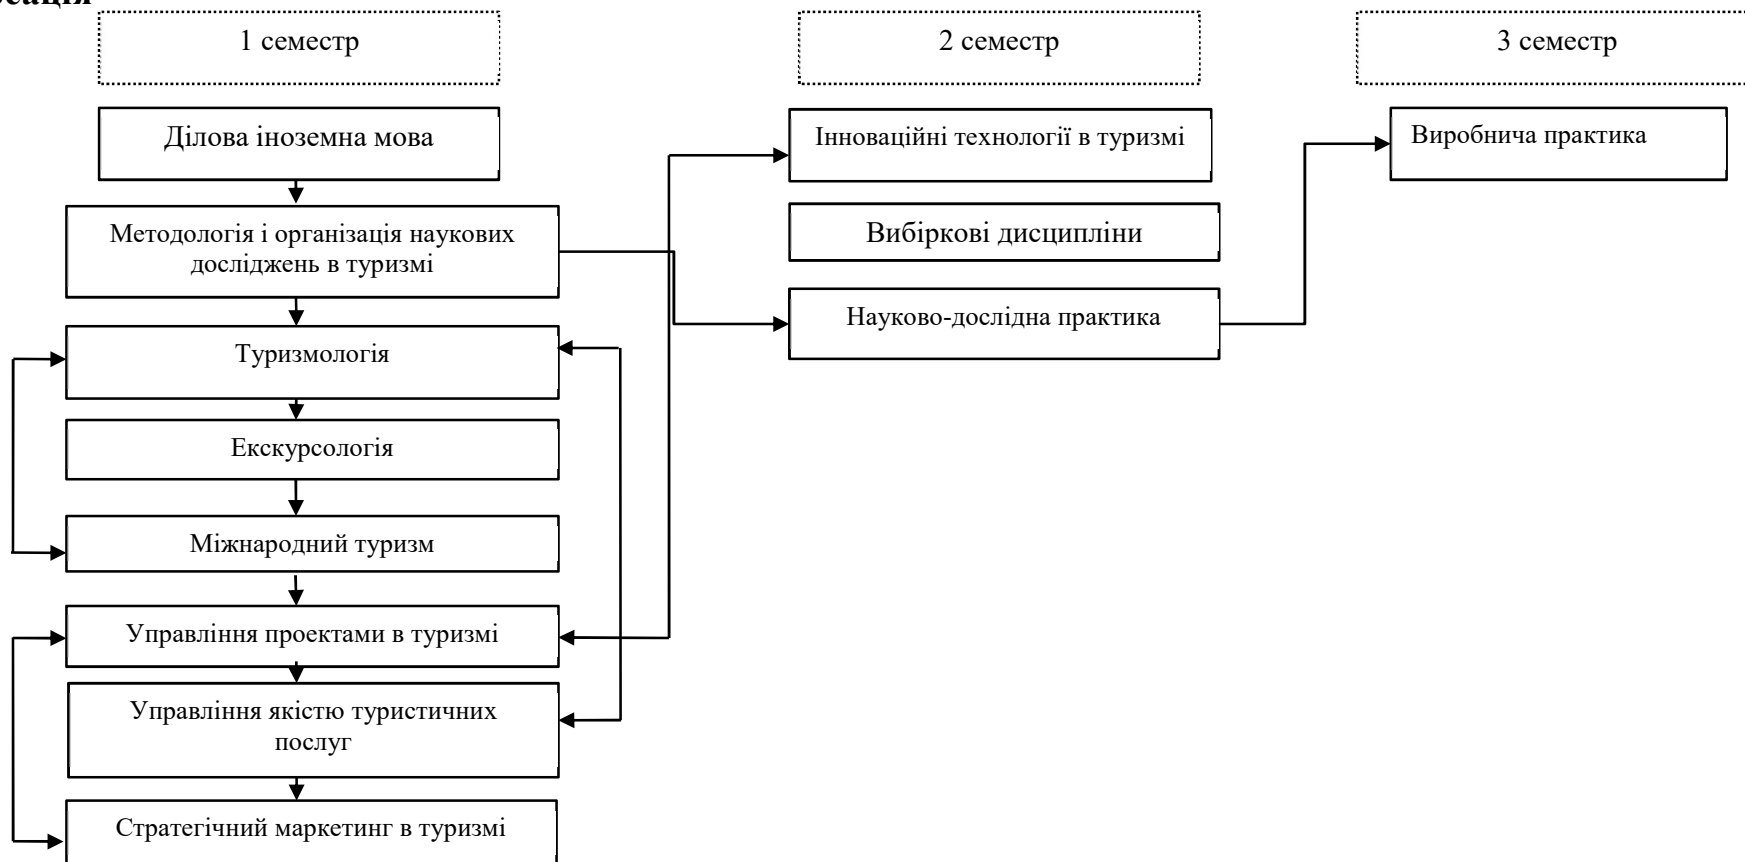 1 семестр
2 семестр
3 семестр
Ділова іноземна мова
Методологія і організація наукових
досліджень в туризмі
Туризмологія
Екскурсологія
Міжнародний туризм
Управління проектами в туризмі
Управління якістю туристичних
послуг
Стратегічний маркетинг в туризмі
Інноваційні технології в туризмі
Вибіркові дисципліни
Науково-дослідна практика
Виробнича практика